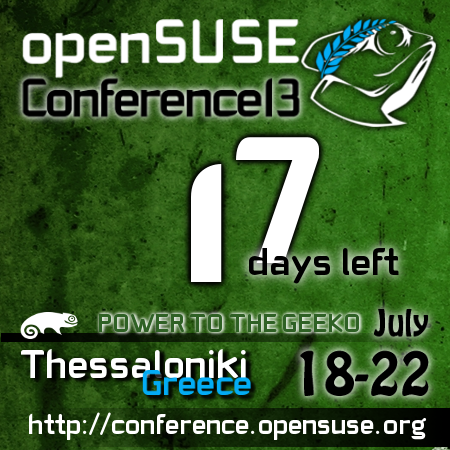 openSUSE
Conference13
17
days left
POWER TO THE GEEKO July
Thessaloniki 18-22
Greece
http://conference.opensuse.org